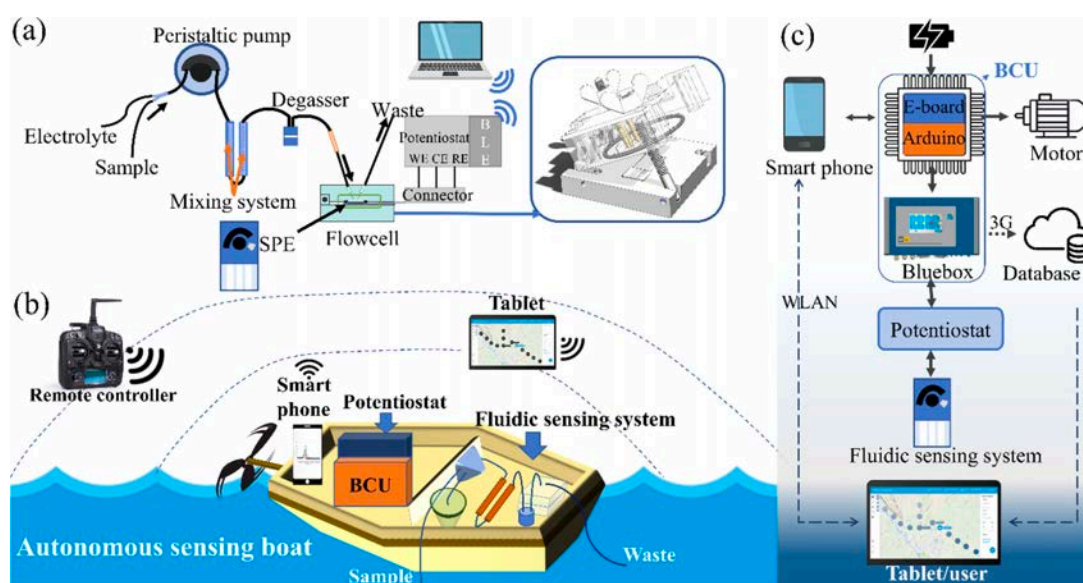 (a)
Peristaltic pump
Degasser
Waste
Electrolyte
Sample
Mixing system
Potentiostat
BLE
WE CE RE
Connector
SPE
Flowcell
(b)
Remote controller
Tablet
Smart
phone
Potentiostat
Fluidic sensing system
BCU
Autonomous sensing boat
Sample
Waste
(c)
BCU
E-board
Arduino
Smart phone
Motor
3G
Bluebox
Database
WLAN
Potentiostat
Fluidic sensing system
Tablet/user